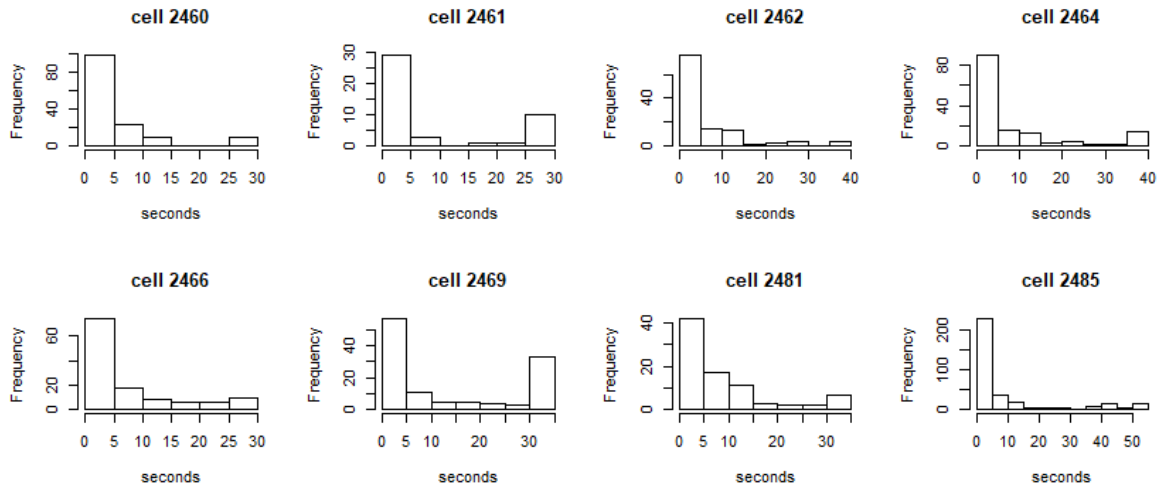 cell 2460 cell 2461 cell 2462 cell 2464
Frequency 0 40 80 Frequency 0 10 20 30 Frequency 0 40 Frequency 0 40 80
0 5 10 15 20 25 30 0 5 10 15 20 25 30 0 10 20 30 40 0 10 20 30 40
seconds seconds seconds seconds
cell 2466 cell 2469 cell 2481 cell 2485
Frequency 0 20 60 Frequency 0 20 40 Frequency 0 20 40 Frequency 0 100 200
0 5 10 15 20 25 30 0 5 10 20 30 0 5 10 20 30 0 10 20 30 40 50
seconds seconds seconds seconds